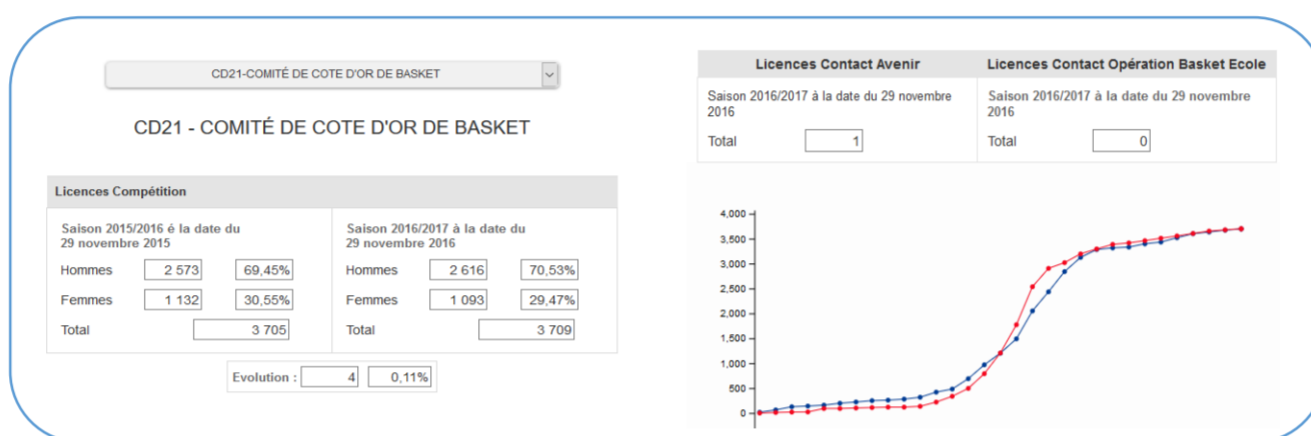 CD21-COMITÉ DE COTE D'OR DE BASKET
CD21 - COMITÉ DE COTE D'OR DE BASKET
Licences Compétition
Saison 2015/2016 é la date du
29 novembre 2015
Hommes 2 573 69,45%
Femmes 1 132 30,55%
Total 3 705
Saison 2016/2017 à la date du
29 novembre 2016
Hommes 2 616 70,53%
Femmes 1 093 29,47%
Total 3 709
Evolution : 4 0,11%
Licences Contact Avenir
Saison 2016/2017 à la date du 29 novembre
2016
Total 1
Licences Contact Opération Basket Ecole
Saison 2016/2017 à la date du 29 novembre
2016
Total 0
4,000
3,500
3,000
2,500
2,000
1,500
1,000
500
0